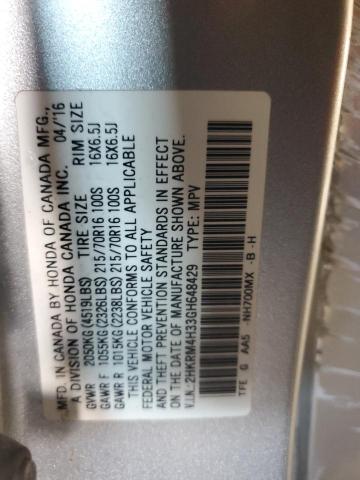 MFD. IN CANADA BY HONDA OF CANADA MFG.,
A DIVISION OF HONDA CANADA INC. 04/'16
GVWR 2050KG(4519LBS) TIRE SIZE RIM SIZE
GAWR F 1055KG(2326LBS) 215/70R16 100S 16X6.5J
GAWR R 1015KG(2238LBS) 215/70R16 100S 16X6.5J
THIS VEHICLE CONFORMS TO ALL APPLICABLE
FEDERAL MOTOR VEHICLE SAFETY
THEFT PREVENTION STANDARDS IN EFFECT
ON THE DATE OF MANUFACTURE SHOWN ABOVE.
V.I.N.: 2HKRM4H33GH648429 TYPE: MPV
TFE G AA5 -NH700MX -B -H